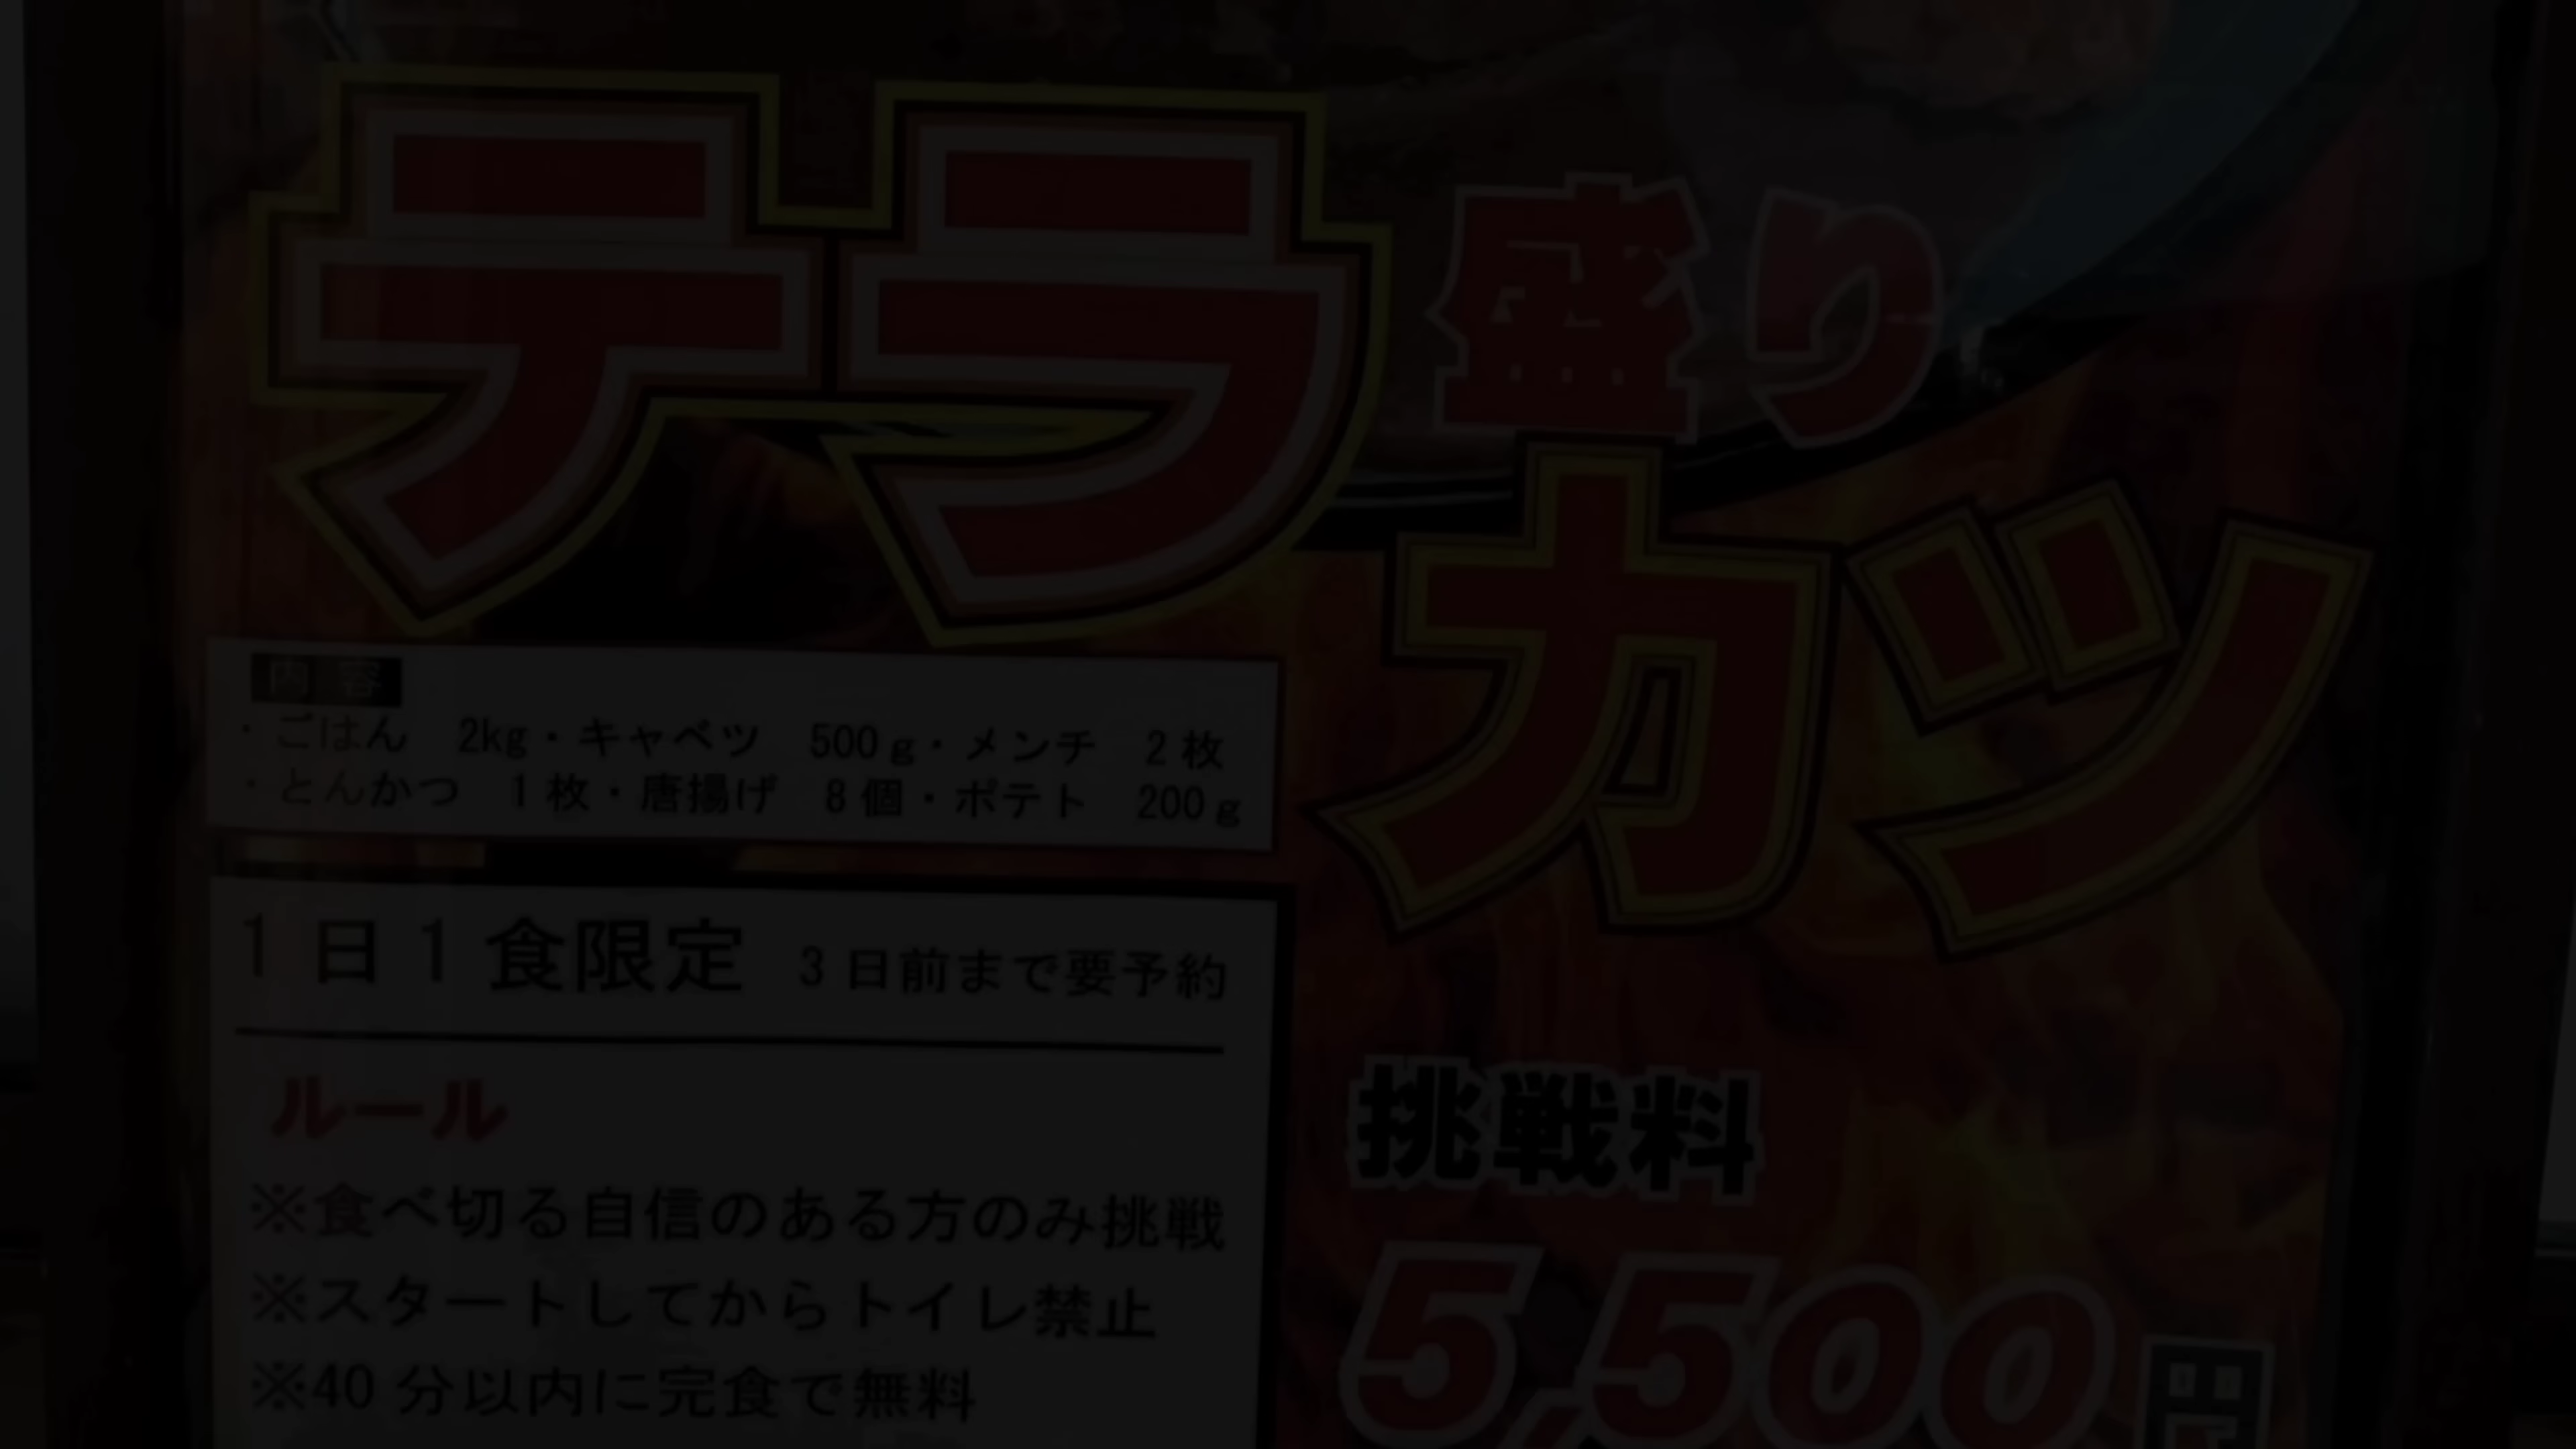 テラ盛り
カツ
内容
・ごはん　2kg・キャベツ　500g・メンチ　2枚
・とんかつ　1枚・唐揚げ　8個・ポテト　200g
1日1食限定　3日前まで要予約
ルール
※食べ切る自信のある方のみ挑戦
※スタートしてからトイレ禁止
※40分以内に完食で無料
挑戦料
5,500円